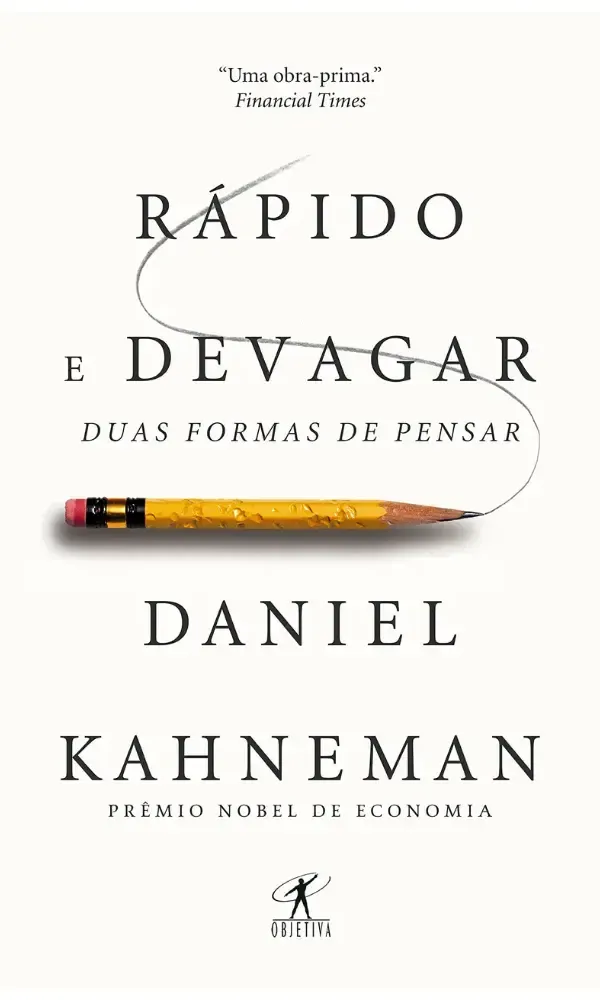 “Uma obra-prima.”
Financial Times
RÁPIDO
E DEVAGAR
DUAS FORMAS DE PENSAR
DANIEL
KAHNEMAN
PRÊMIO NOBEL DE ECONOMIA
OBJETIVA